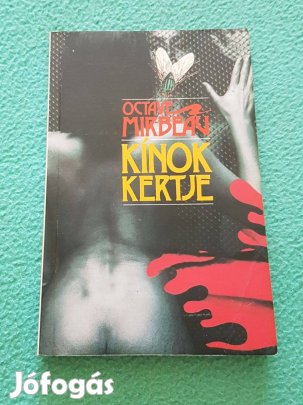 OCTAVE
MIRBEAU
KÍNOK
KERTJE
Jófogás